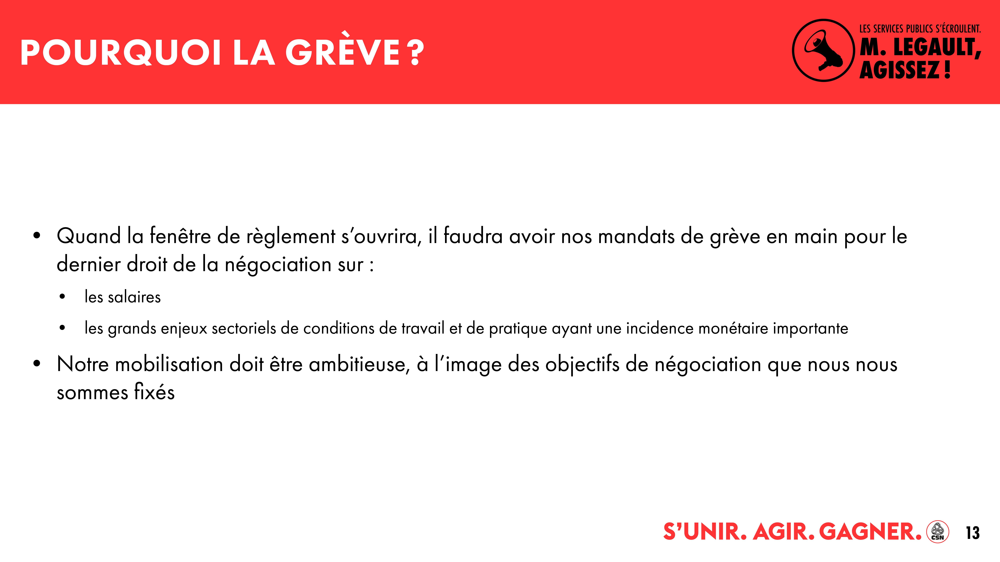 POURQUOI LA GRÈVE ?
LES SERVICES PUBLICS S’ÉCROULENT.
M. LEGAULT,
AGISSEZ !
• Quand la fenêtre de règlement s’ouvrira, il faudra avoir nos mandats de grève en main pour le
dernier droit de la négociation sur :
• les salaires
• les grands enjeux sectoriels de conditions de travail et de pratique ayant une incidence monétaire importante
• Notre mobilisation doit être ambitieuse, à l’image des objectifs de négociation que nous nous
sommes fixés
S’UNIR. AGIR. GAGNER.
CSN
13